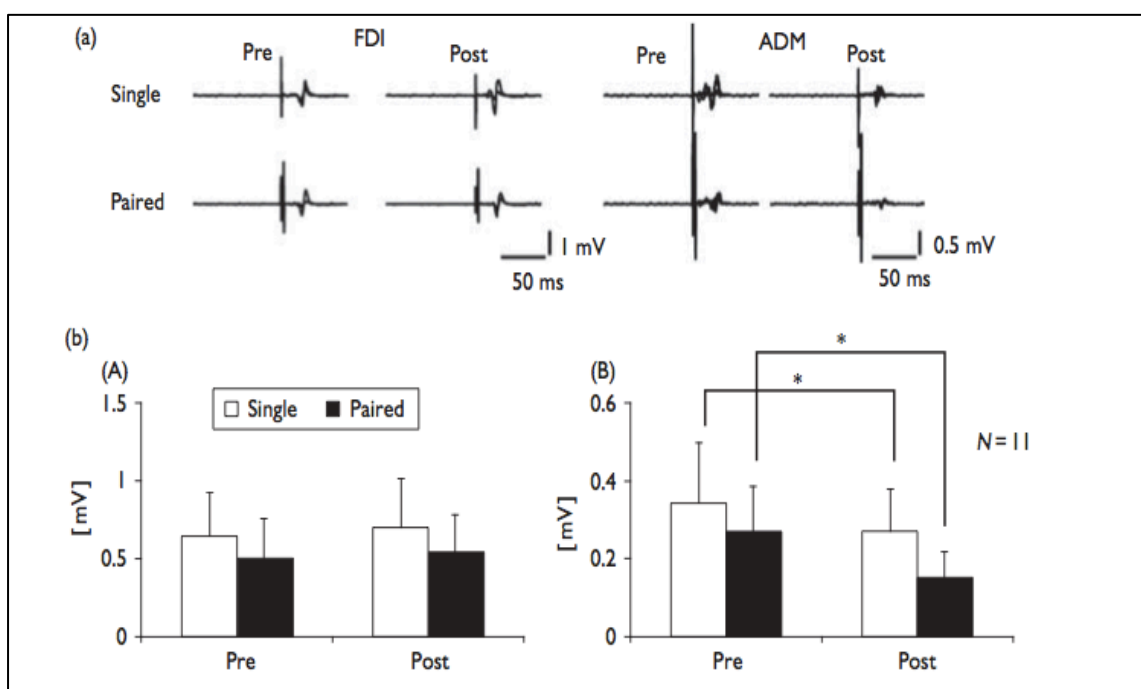 (a)
FDI
ADM
Pre
Post
Pre
Post
Single
Paired
1 mV
50 ms
0.5 mV
50 ms
(b)
(A)
(B)
*
*
1.5
1
0.5
0
[mV]
Single
Paired
Pre
Post
0.6
0.4
0.2
0
[mV]
N = 11
Pre
Post